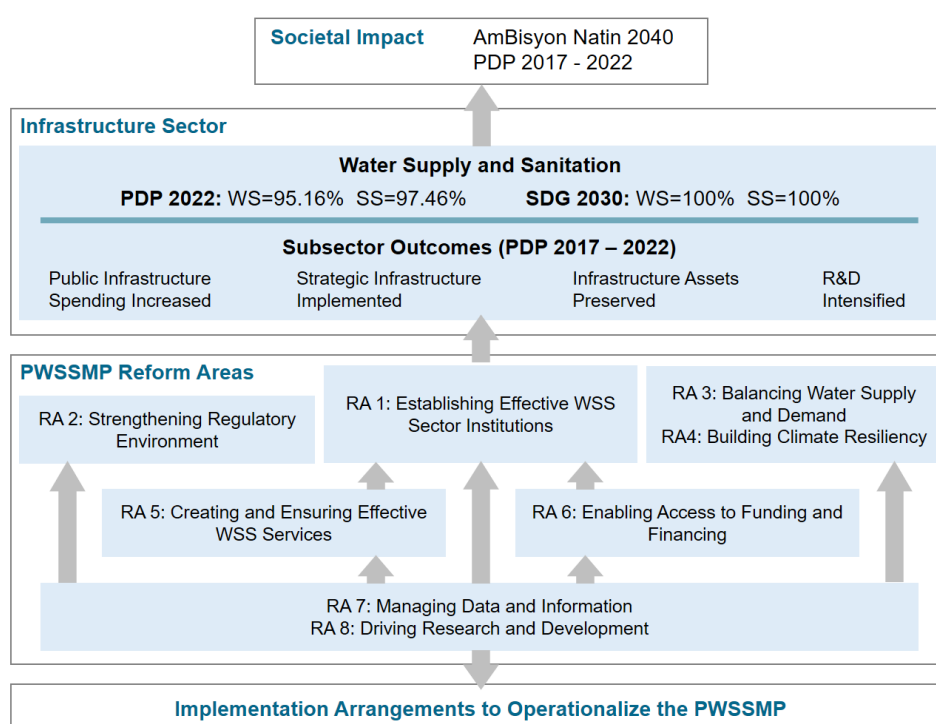 Societal Impact AmBisyon Natin 2040
PDP 2017 - 2022
Infrastructure Sector
Water Supply and Sanitation
PDP 2022: WS=95.16% SS=97.46% SDG 2030: WS=100% SS=100%
Subsector Outcomes (PDP 2017 – 2022)
Public Infrastructure
Spending Increased
Strategic Infrastructure
Implemented
Infrastructure Assets
Preserved
R&D
Intensified
PWSSMP Reform Areas
RA 2: Strengthening Regulatory
Environment
RA 1: Establishing Effective WSS
Sector Institutions
RA 3: Balancing Water Supply
and Demand
RA4: Building Climate Resiliency
RA 5: Creating and Ensuring Effective
WSS Services
RA 6: Enabling Access to Funding and
Financing
RA 7: Managing Data and Information
RA 8: Driving Research and Development
Implementation Arrangements to Operationalize the PWSSMP